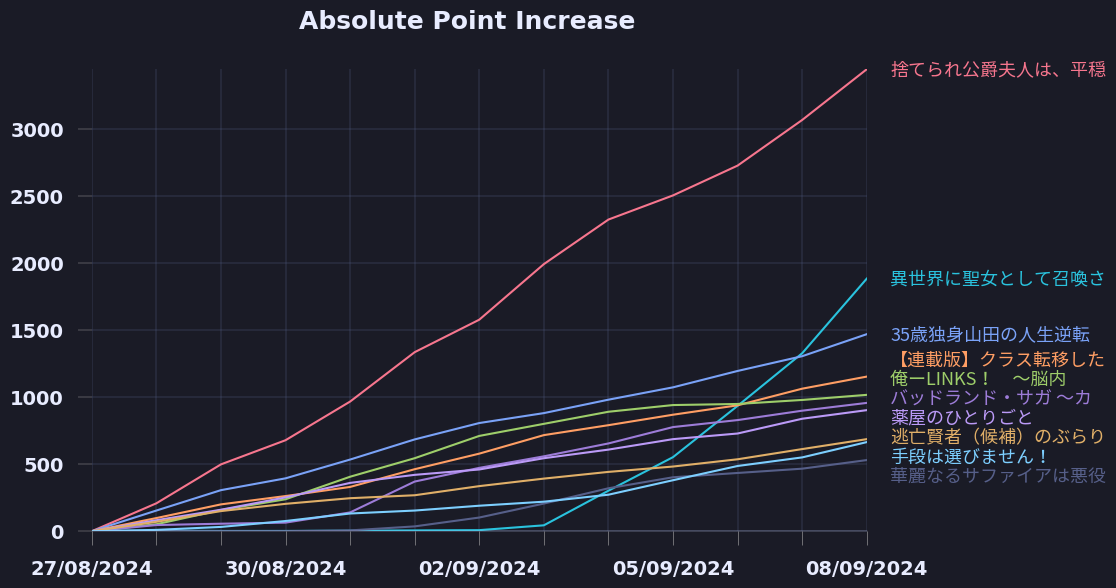 Absolute Point Increase
捨てられ公爵夫人は、平穏
3000
2500
2000
異世界に聖女として召喚さ
1500
35歳独身山田の人生逆転
【連載版】クラス転移した
俺ーLINKS！　～脳内
1000
バッドランド・サガ ～カ
薬屋のひとりごと
逃亡賢者（候補）のぶらり
500
手段は選びません！
華麗なるサファイアは悪役
0
27/08/2024
30/08/2024
02/09/2024
05/09/2024
08/09/2024